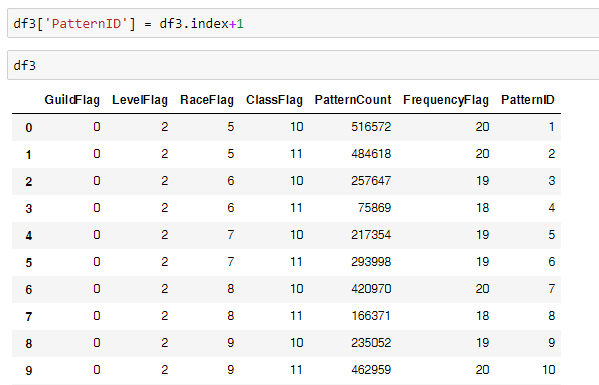 df3['PatternID'] = df3.index+1
df3
GuildFlag LevelFlag RaceFlag ClassFlag PatternCount FrequencyFlag PatternID
0 0 2 5 10 516572 20 1
1 0 2 5 11 484618 20 2
2 0 2 6 10 257647 19 3
3 0 2 6 11 75869 18 4
4 0 2 7 10 217354 19 5
5 0 2 7 11 293998 19 6
6 0 2 8 10 420970 20 7
7 0 2 8 11 166371 18 8
8 0 2 9 10 235052 19 9
9 0 2 9 11 462959 20 10